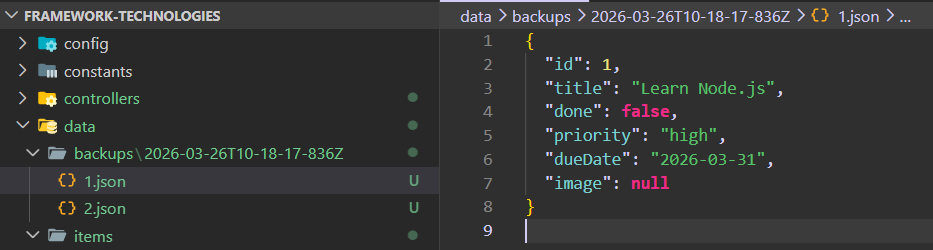 FRAMEWORK-TECHNOLOGIES
config
constants
controllers
data
backups\2026-03-26T10-18-17-836Z
{} 1.json U
{} 2.json U
items
data > backups > 2026-03-26T10-18-17-836Z > {} 1.json > ...
1 {
2 "id": 1,
3 "title": "Learn Node.js",
4 "done": false,
5 "priority": "high",
6 "dueDate": "2026-03-31",
7 "image": null
8 }
9